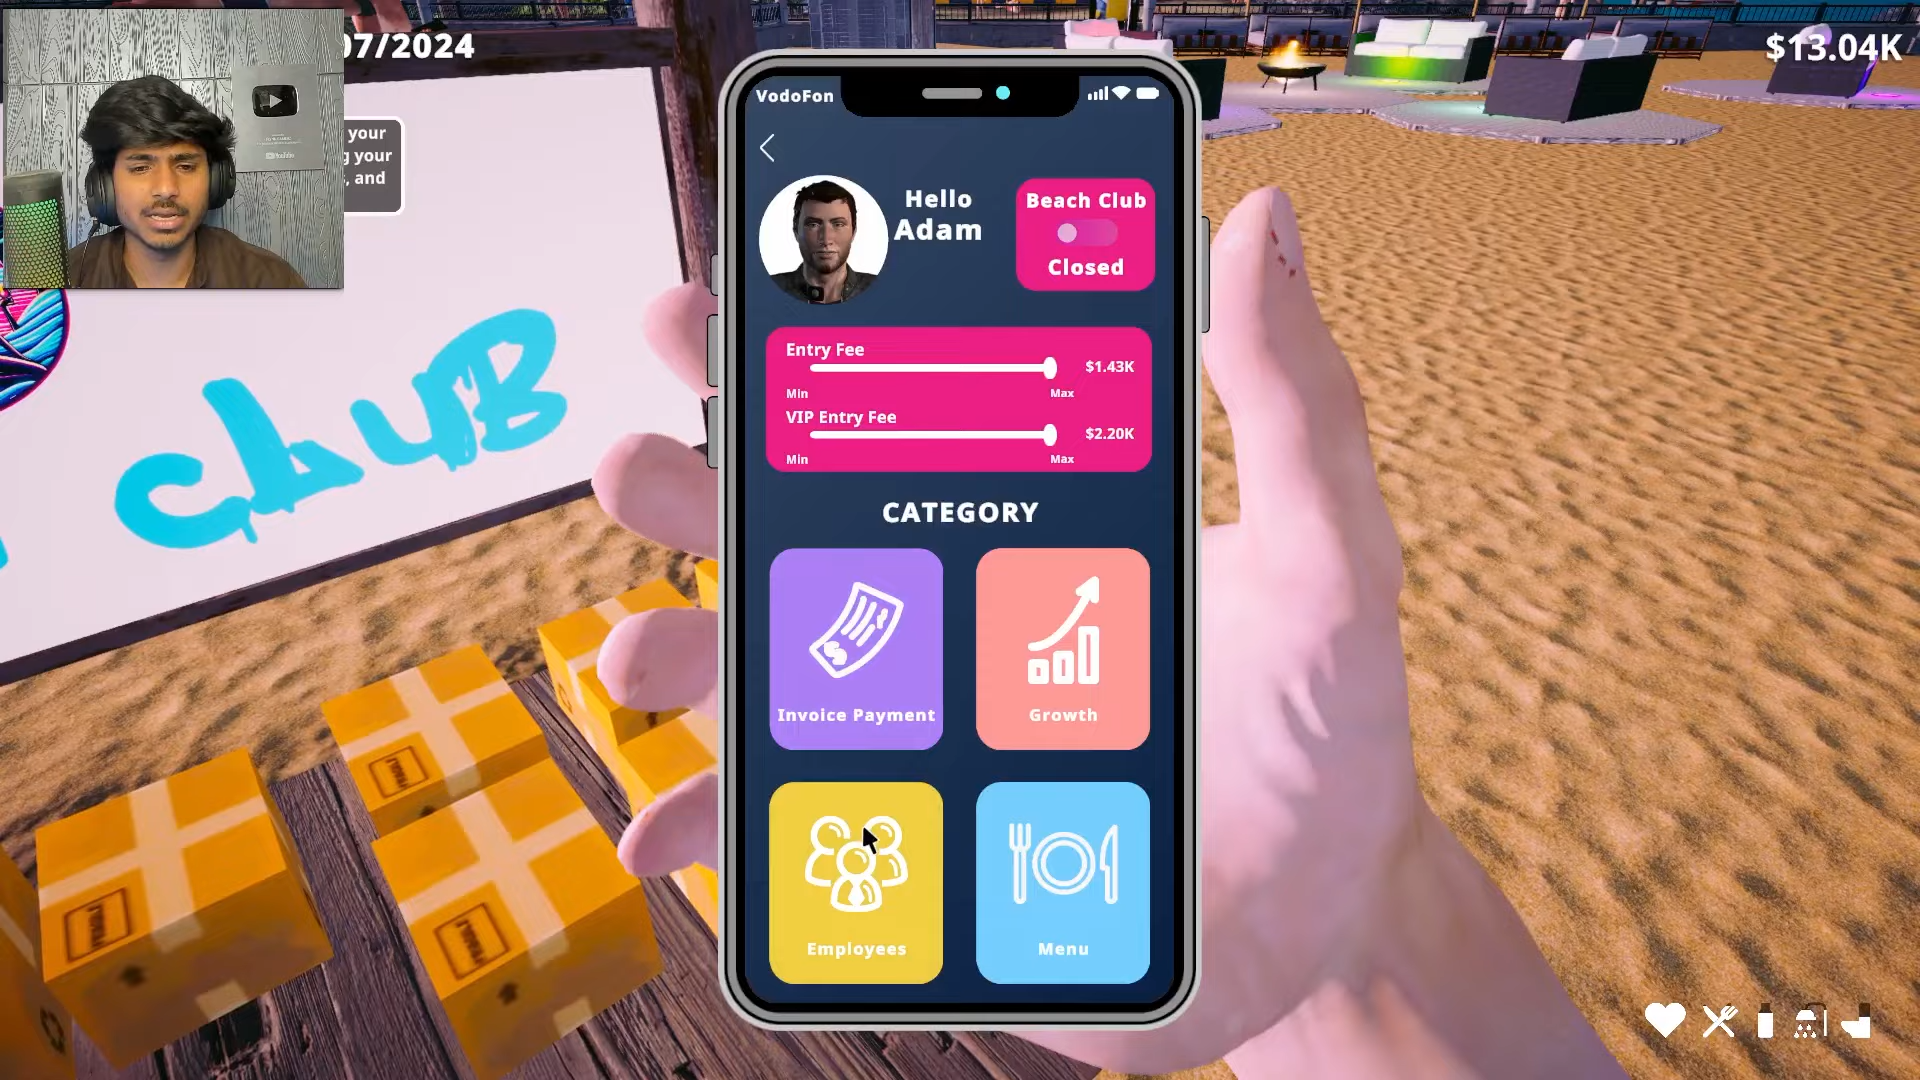 07/2024
$13.04K
your
g your
, and
CLUB
VodoFon
Hello
Adam
Beach Club
Closed
Entry Fee
$1.43K
Min Max
VIP Entry Fee
$2.20K
Min Max
CATEGORY
Invoice Payment
Growth
Employees
Menu